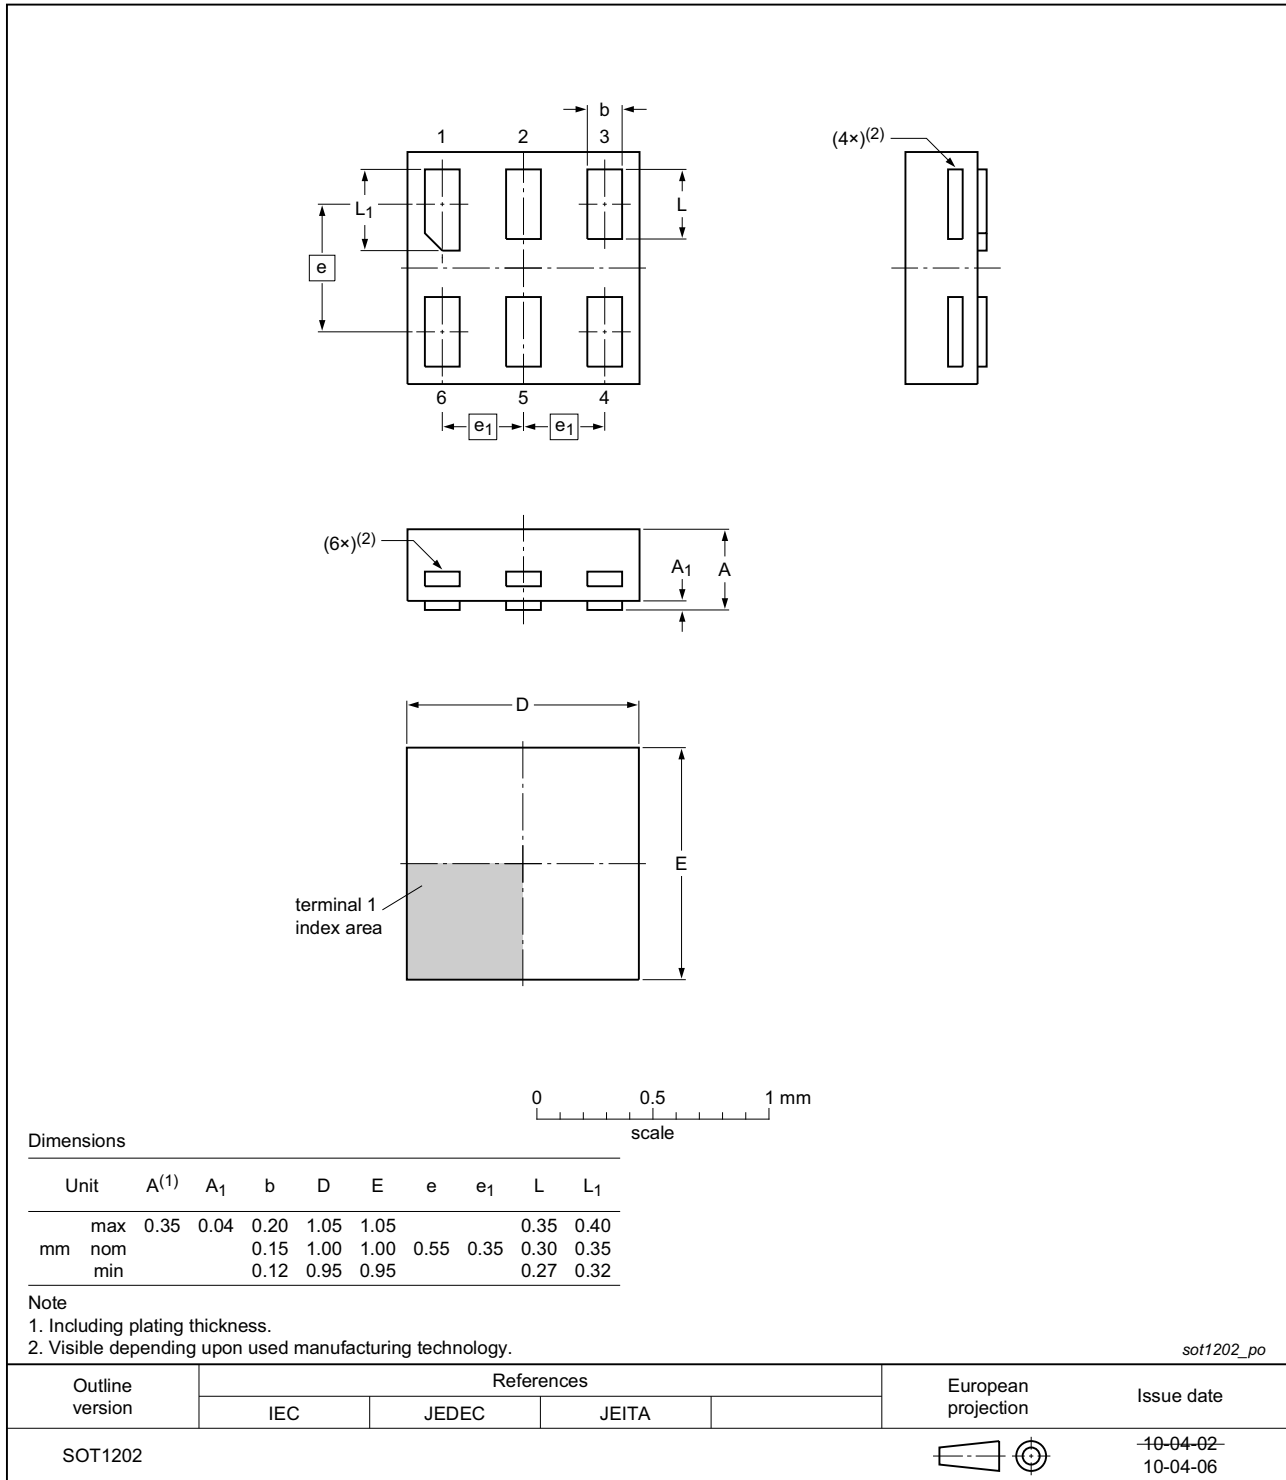 b
1 2 3
(4×)(2)
L1
L
e
6 5 4
e1 e1
(6×)(2)
A1 A
D
E
terminal 1
index area
0 0.5 1 mm
scale
Dimensions
Unit A(1) A1 b D E e e1 L L1
max 0.35 0.04 0.20 1.05 1.05 0.35 0.40
mm nom 0.15 1.00 1.00 0.55 0.35 0.30 0.35
min 0.12 0.95 0.95 0.27 0.32
Note
1. Including plating thickness.
2. Visible depending upon used manufacturing technology.
sot1202_po
Outline
version
References
IEC JEDEC JEITA
European
projection
Issue date
SOT1202
10-04-02
10-04-06